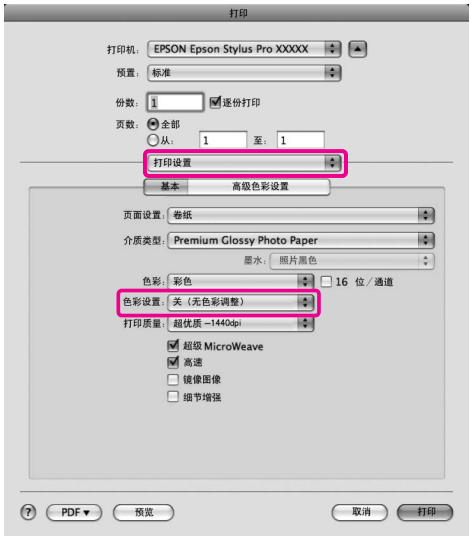 打印
打印机: EPSON Epson Stylus Pro XXXXX
预置: 标准
份数: 1 逐份打印
页数: 全部
从: 1 至: 1
打印设置
基本 高级色彩设置
页面设置: 卷纸
介质类型: Premium Glossy Photo Paper
墨水: 照片黑色
色彩: 彩色 16 位/通道
色彩设置: 关 (无色彩调整)
打印质量: 超优质 -1440dpi
超级 MicroWeave
高速
镜像图像
细节增强
? PDF▼ 预览 取消 打印